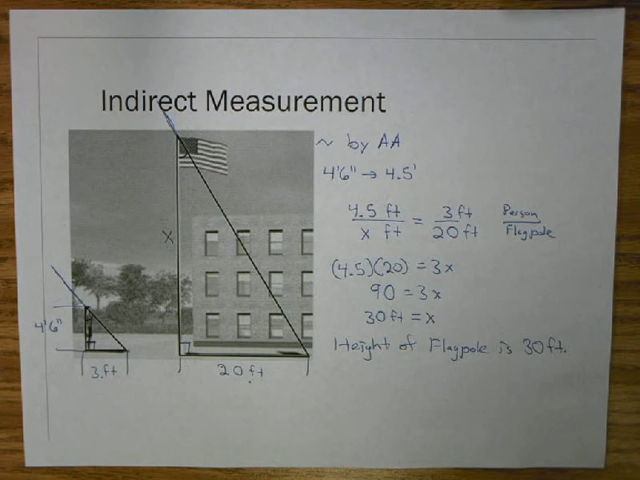 Indirect Measurement
~ by AA
4'6" → 4.5'
4.5 ft / x ft = 3 ft / 20 ft Person / Flagpole
(4.5)(20) = 3x
90 = 3x
30 ft = x
Height of Flagpole is 30 ft.
x
4'6"
3 ft
20 ft